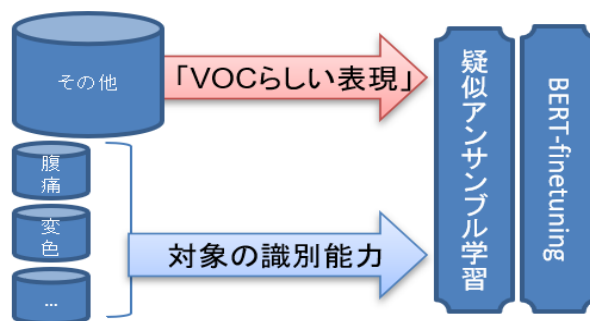 その他
「VOCらしい表現」
腹
痛
変
色
...
対象の識別能力
疑似アンサンブル学習
BERT-finetuning